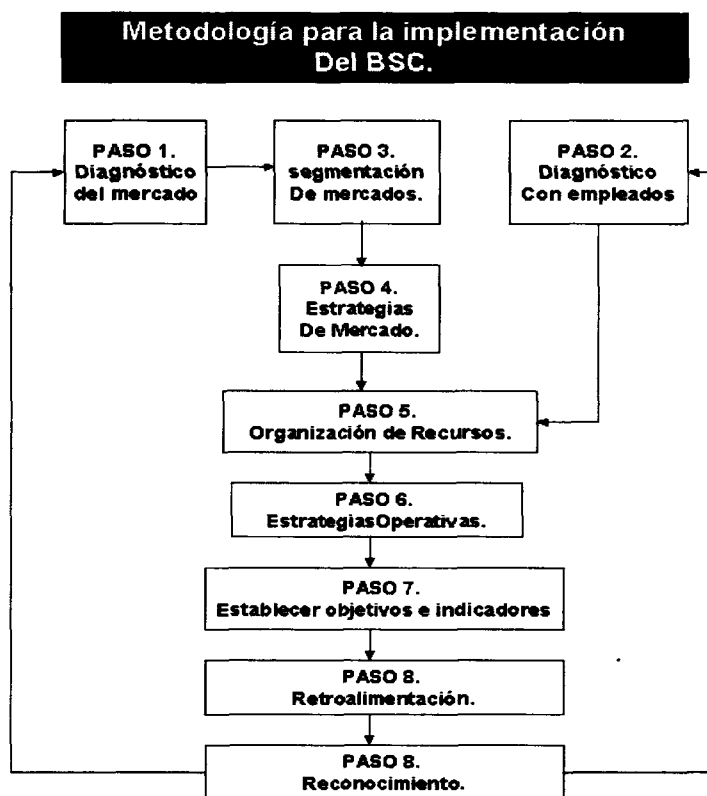 Metodología para la implementación
Del BSC.
PASO 1.
Diagnóstico
del mercado
PASO 3.
segmentación
De mercados.
PASO 2.
Diagnóstico
Con empleados
PASO 4.
Estrategias
De Mercado.
PASO 5.
Organización de Recursos.
PASO 6.
EstrategiasOperativas.
PASO 7.
Establecer objetivos e indicadores
PASO 8.
Retroalimentación.
PASO 8.
Reconocimiento.